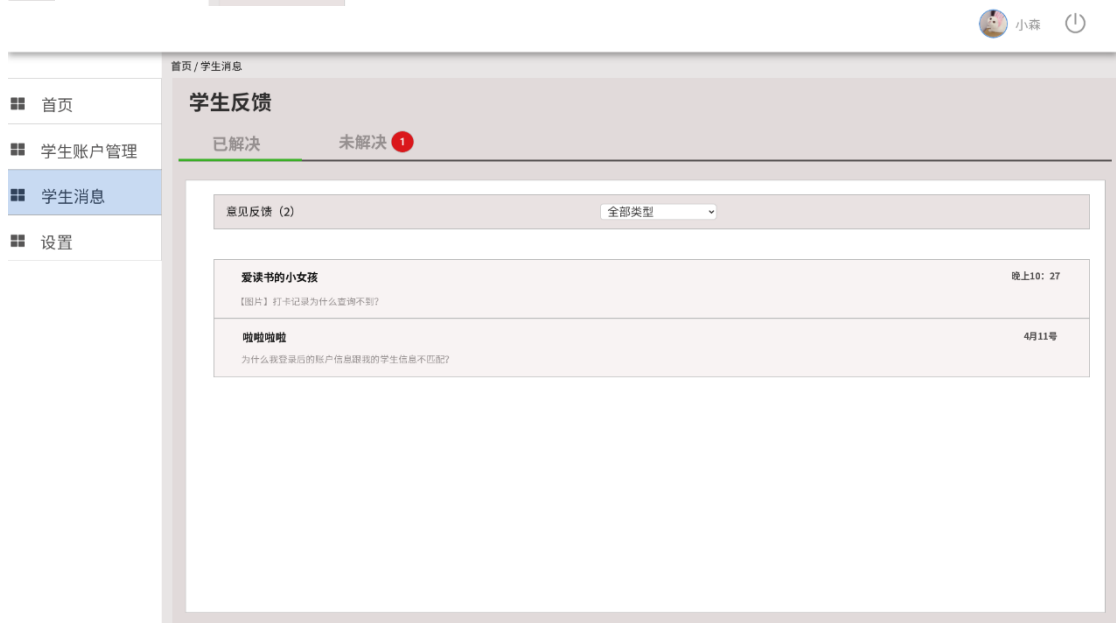 小森
首页 / 学生消息
首页
学生账户管理
学生消息
设置
学生反馈
已解决
未解决 1
意见反馈（2）
全部类型
爱读书的小女孩
晚上10：27
【图片】打卡记录为什么查询不到?
啦啦啦啦
4月11号
为什么我登录后的账户信息跟我的学生信息不匹配?